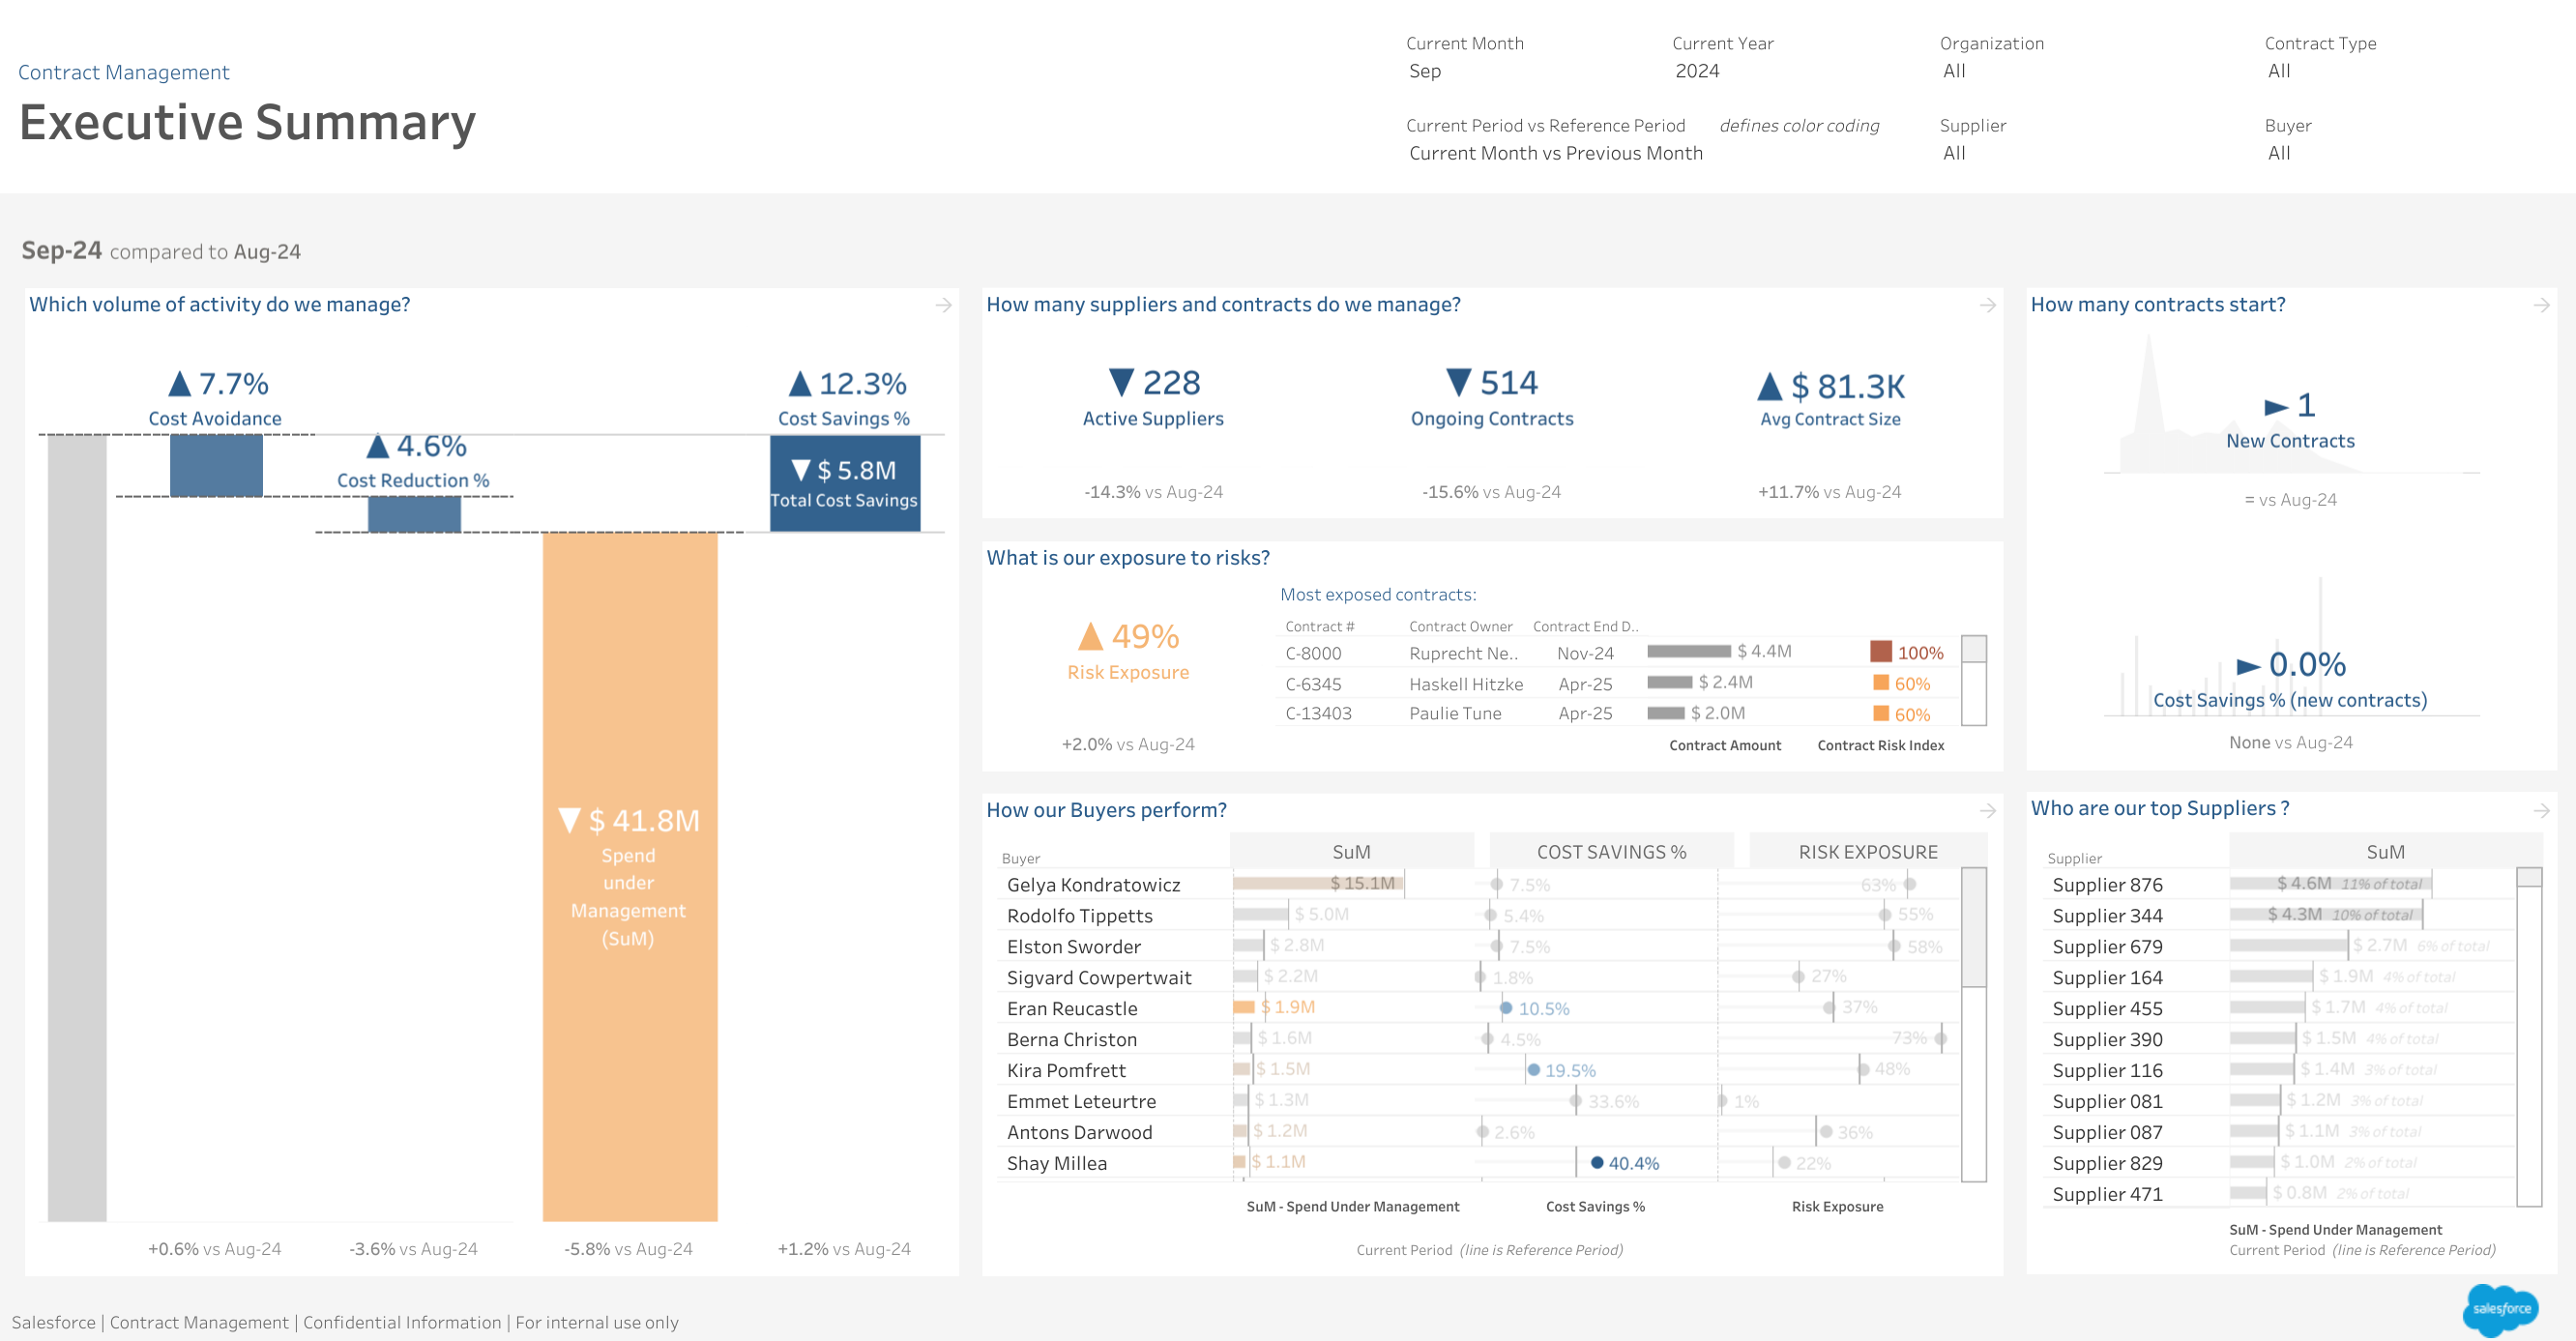 Contract Management
Executive Summary
Current Month
Sep
Current Year
2024
Organization
All
Contract Type
All
Current Period vs Reference Period defines color coding
Current Month vs Previous Month
Supplier
All
Buyer
All
Sep-24 compared to Aug-24
Which volume of activity do we manage?
▲ 7.7%
Cost Avoidance
▲ 4.6%
Cost Reduction %
▲ 12.3%
Cost Savings %
▼ $ 5.8M
Total Cost Savings
▼ $ 41.8M
Spend
under
Management
(SuM)
+0.6% vs Aug-24
-3.6% vs Aug-24
-5.8% vs Aug-24
+1.2% vs Aug-24
How many suppliers and contracts do we manage?
▼ 228
Active Suppliers
-14.3% vs Aug-24
▼ 514
Ongoing Contracts
-15.6% vs Aug-24
▲ $ 81.3K
Avg Contract Size
+11.7% vs Aug-24
How many contracts start?
► 1
New Contracts
= vs Aug-24
► 0.0%
Cost Savings % (new contracts)
None vs Aug-24
What is our exposure to risks?
▲ 49%
Risk Exposure
+2.0% vs Aug-24
Most exposed contracts:
Contract # Contract Owner Contract End D..
C-8000 Ruprecht Ne.. Nov-24 $ 4.4M 100%
C-6345 Haskell Hitzke Apr-25 $ 2.4M 60%
C-13403 Paulie Tune Apr-25 $ 2.0M 60%
Contract Amount Contract Risk Index
How our Buyers perform?
Buyer SuM COST SAVINGS % RISK EXPOSURE
Gelya Kondratowicz $ 15.1M 7.5% 63%
Rodolfo Tippetts $ 5.0M 5.4% 55%
Elston Sworder $ 2.8M 7.5% 58%
Sigvard Cowpertwait $ 2.2M 1.8% 27%
Eran Reucastle $ 1.9M 10.5% 37%
Berna Christon $ 1.6M 4.5% 73%
Kira Pomfrett $ 1.5M 19.5% 48%
Emmet Leteurtre $ 1.3M 33.6% 1%
Antons Darwood $ 1.2M 2.6% 36%
Shay Millea $ 1.1M 40.4% 22%
SuM - Spend Under Management Cost Savings % Risk Exposure
Current Period (line is Reference Period)
Who are our top Suppliers ?
Supplier SuM
Supplier 876 $ 4.6M 11% of total
Supplier 344 $ 4.3M 10% of total
Supplier 679 $ 2.7M 6% of total
Supplier 164 $ 1.9M 4% of total
Supplier 455 $ 1.7M 4% of total
Supplier 390 $ 1.5M 4% of total
Supplier 116 $ 1.4M 3% of total
Supplier 081 $ 1.2M 3% of total
Supplier 087 $ 1.1M 3% of total
Supplier 829 $ 1.0M 2% of total
Supplier 471 $ 0.8M 2% of total
SuM - Spend Under Management
Current Period (line is Reference Period)
Salesforce | Contract Management | Confidential Information | For internal use only
salesforce